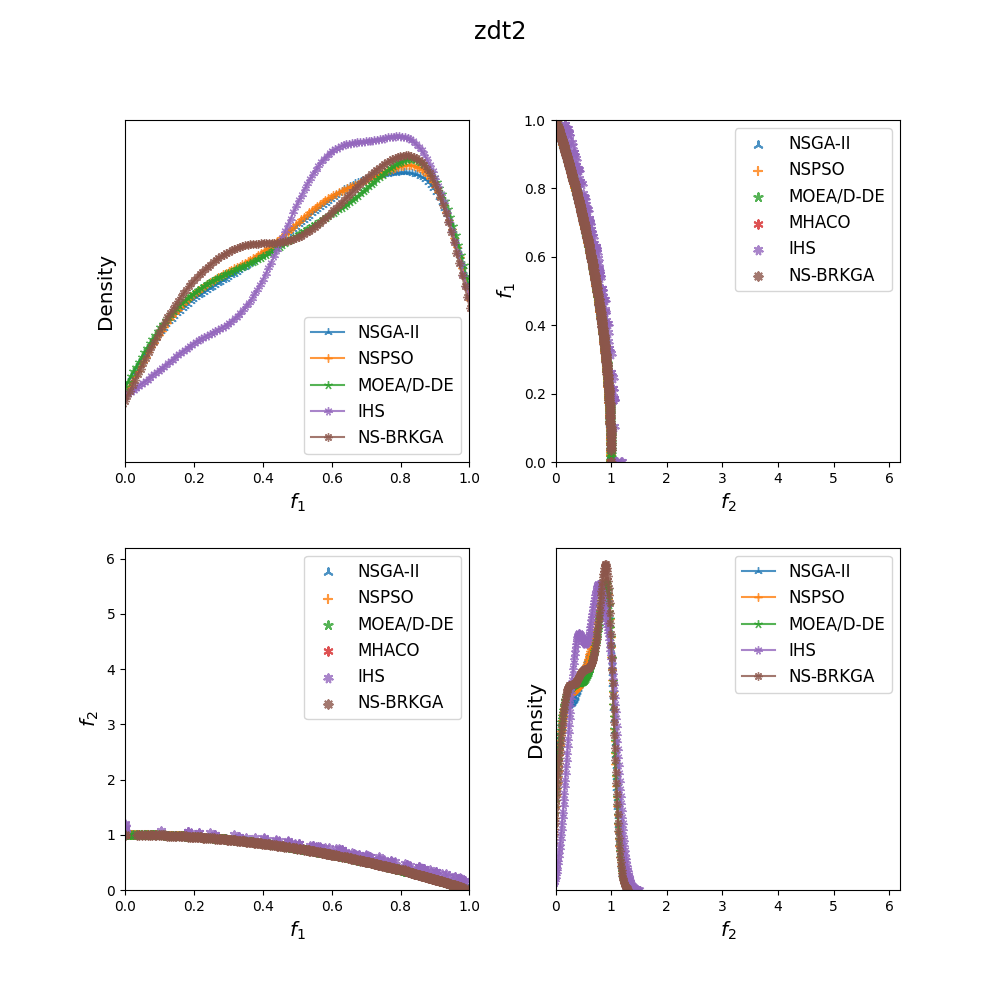 zdt2
Density
0.0 0.2 0.4 0.6 0.8 1.0
f1
NSGA-II
NSPSO
MOEA/D-DE
IHS
NS-BRKGA
f1
1.0
0.8
0.6
0.4
0.2
0.0
0 1 2 3 4 5 6
f2
NSGA-II
NSPSO
MOEA/D-DE
MHACO
IHS
NS-BRKGA
f2
6
5
4
3
2
1
0
0.0 0.2 0.4 0.6 0.8 1.0
f1
NSGA-II
NSPSO
MOEA/D-DE
MHACO
IHS
NS-BRKGA
Density
0 1 2 3 4 5 6
f2
NSGA-II
NSPSO
MOEA/D-DE
IHS
NS-BRKGA